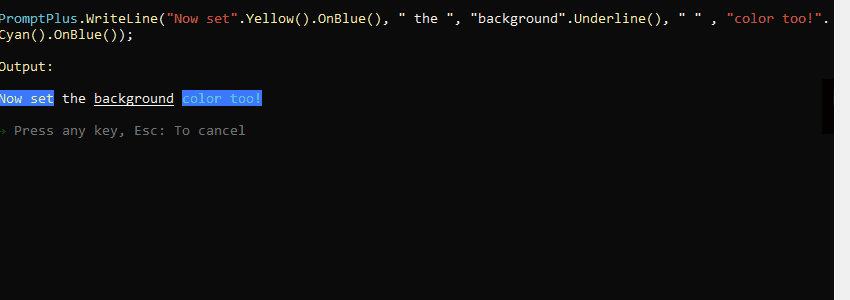 PromptPlus.WriteLine("Now set".Yellow().OnBlue(), " the ", "background".Underline(), " " , "color too!".
Cyan().OnBlue());
Output:
Now set the background color too!
→ Press any key, Esc: To cancel